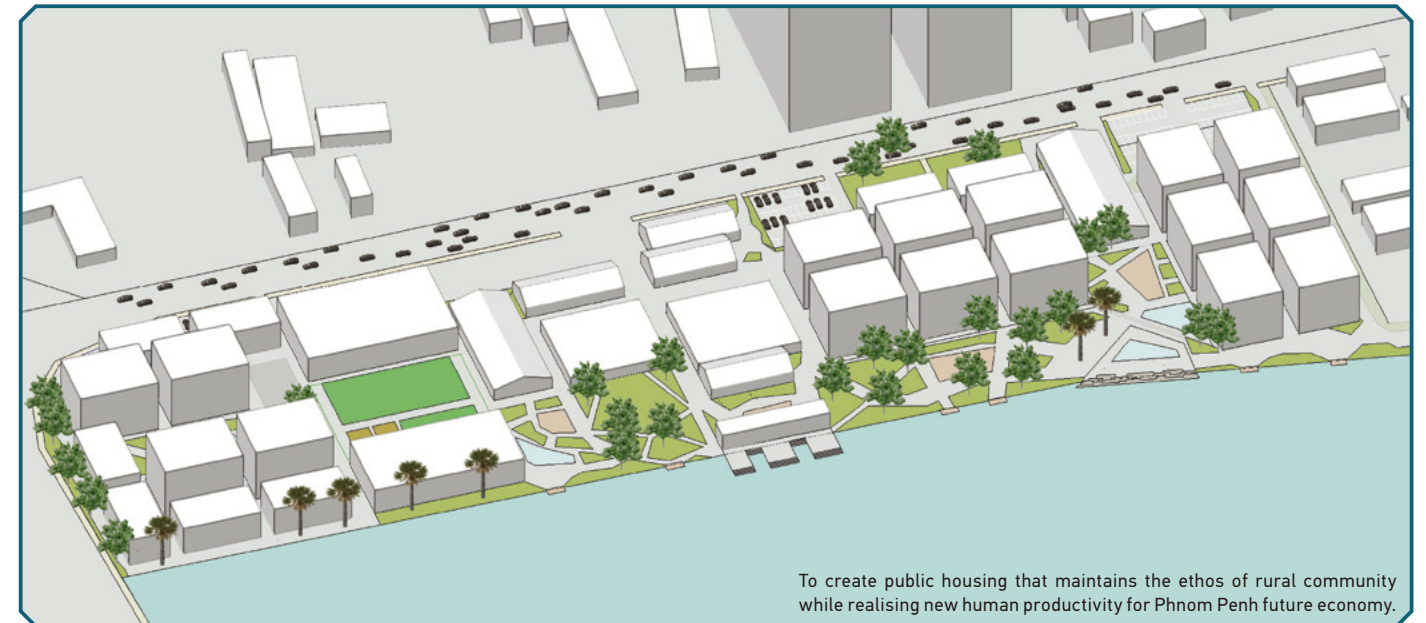 To create public housing that maintains the ethos of rural community
while realising new human productivity for Phnom Penh future economy.